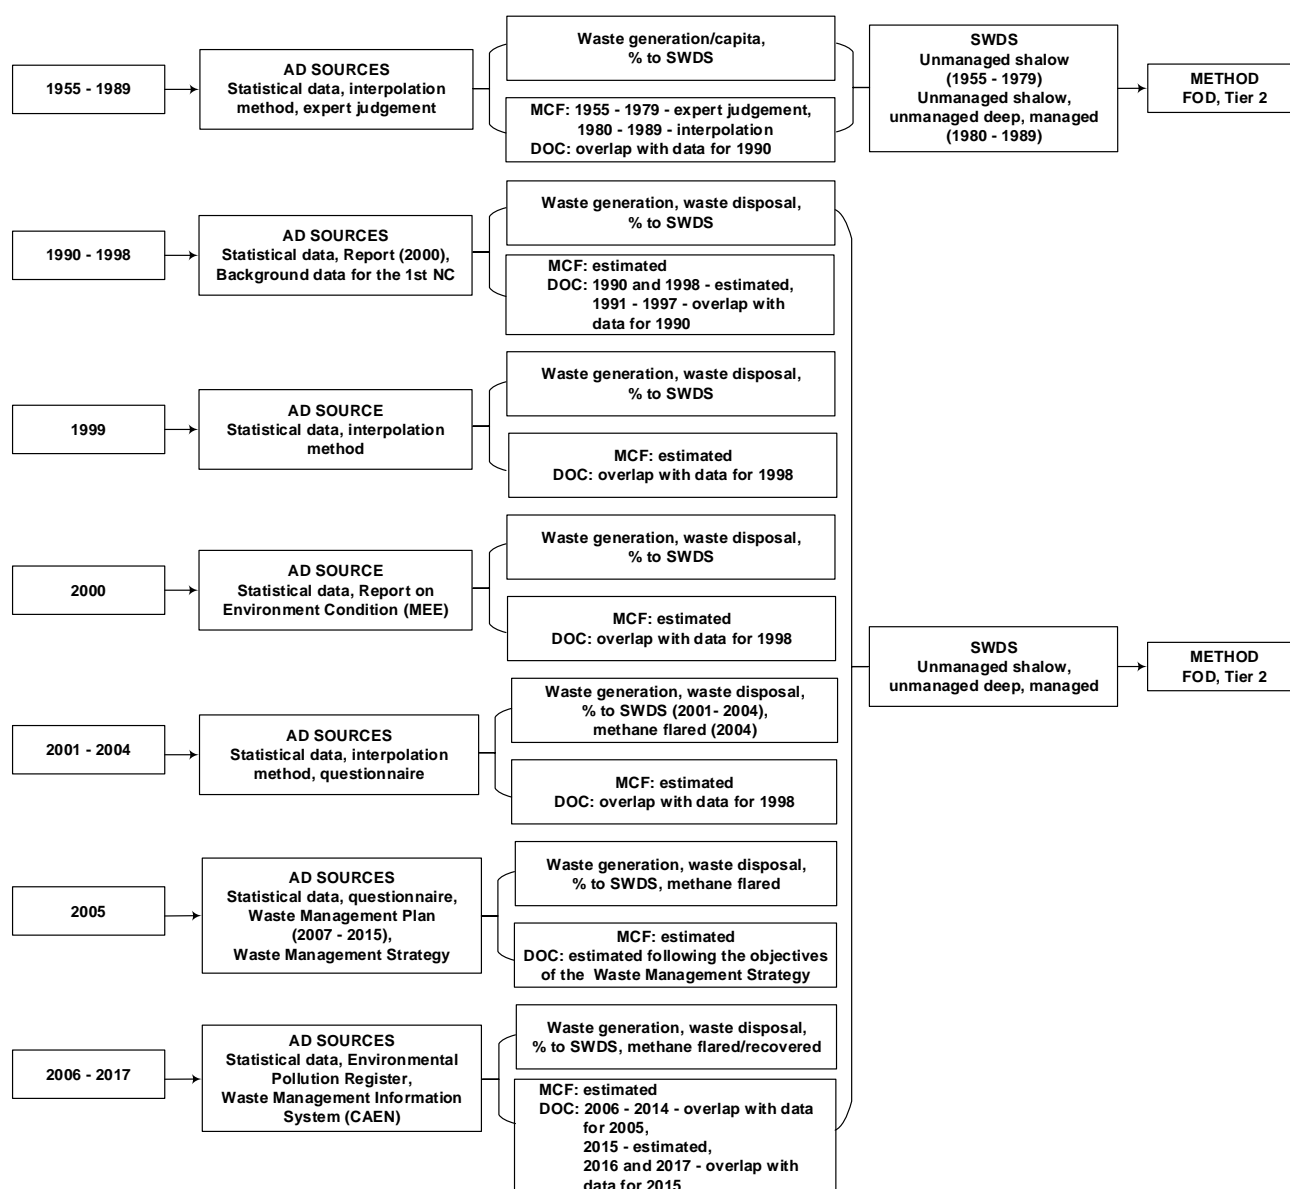 1955 - 1989
AD SOURCES
Statistical data, interpolation
method, expert judgement
Waste generation/capita,
% to SWDS
MCF: 1955 - 1979 - expert judgement,
1980 - 1989 - interpolation
DOC: overlap with data for 1990
SWDS
Unmanaged shalow
(1955 - 1979)
Unmanaged shalow,
unmanaged deep, managed
(1980 - 1989)
METHOD
FOD, Tier 2
1990 - 1998
AD SOURCES
Statistical data, Report (2000),
Background data for the 1st NC
Waste generation, waste disposal,
% to SWDS
MCF: estimated
DOC: 1990 and 1998 - estimated,
1991 - 1997 - overlap with
data for 1990
1999
AD SOURCE
Statistical data, interpolation
method
Waste generation, waste disposal,
% to SWDS
MCF: estimated
DOC: overlap with data for 1998
2000
AD SOURCE
Statistical data, Report on
Environment Condition (MEE)
Waste generation, waste disposal,
% to SWDS
MCF: estimated
DOC: overlap with data for 1998
SWDS
Unmanaged shalow,
unmanaged deep, managed
METHOD
FOD, Tier 2
2001 - 2004
AD SOURCES
Statistical data, interpolation
method, questionnaire
Waste generation, waste disposal,
% to SWDS (2001- 2004),
methane flared (2004)
MCF: estimated
DOC: overlap with data for 1998
2005
AD SOURCES
Statistical data, questionnaire,
Waste Management Plan
(2007 - 2015),
Waste Management Strategy
Waste generation, waste disposal,
% to SWDS, methane flared
MCF: estimated
DOC: estimated following the objectives
of the Waste Management Strategy
2006 - 2017
AD SOURCES
Statistical data, Environmental
Pollution Register,
Waste Management Information
System (CAEN)
Waste generation, waste disposal,
% to SWDS, methane flared/recovered
MCF: estimated
DOC: 2006 - 2014 - overlap with data
for 2005,
2015 - estimated,
2016 and 2017 - overlap with
data for 2015